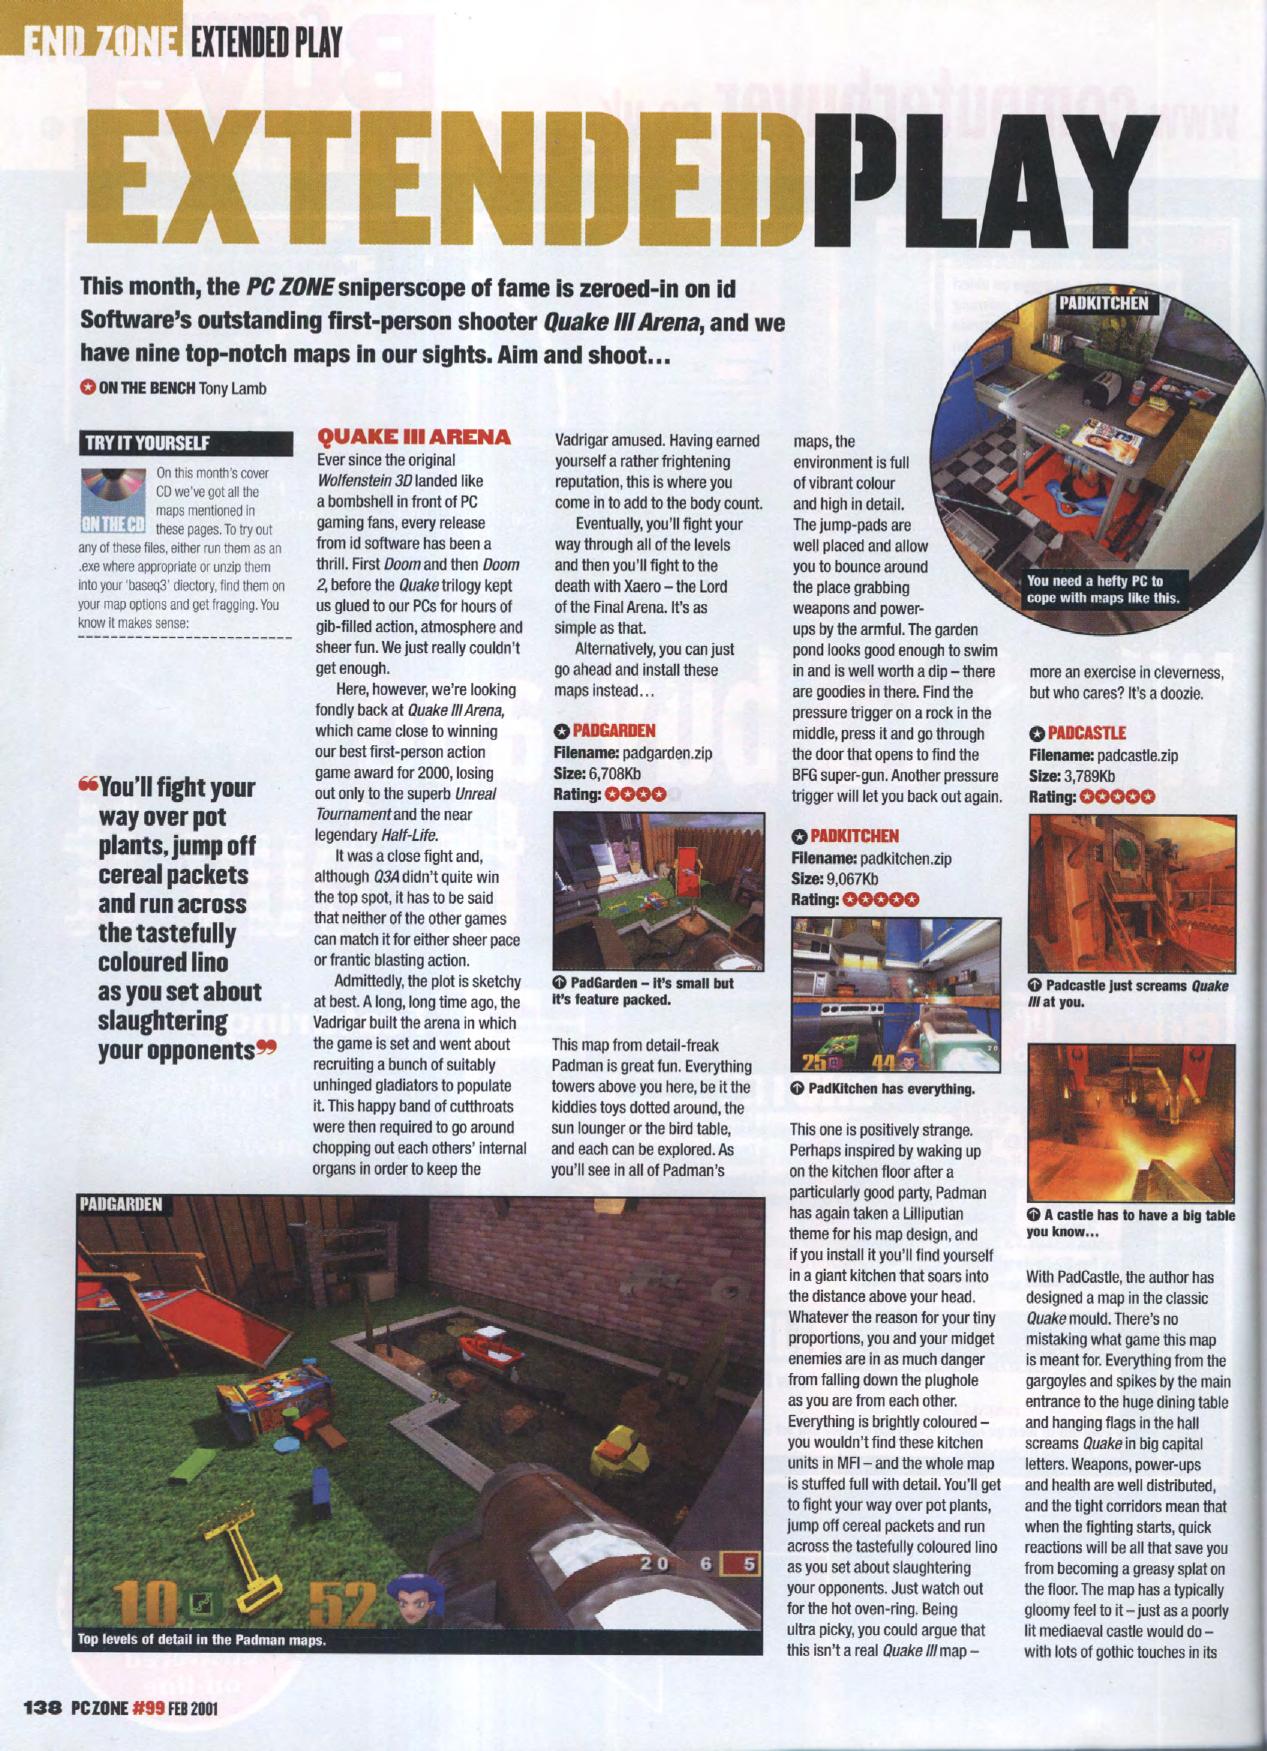 END ZONE EXTENDED PLAY
EXTENDEDPLAY
This month, the PC ZONE sniperscope of fame is zeroed-in on id
Software's outstanding first-person shooter Quake III Arena, and we
have nine top-notch maps in our sights. Aim and shoot...
ON THE BENCH Tony Lamb
TRY IT YOURSELF
ON THE CD
On this month's cover
CD we've got all the
maps mentioned in
these pages. To try out
any of these files, either run them as an
.exe where appropriate or unzip them
into your 'baseq3' diectory, find them on
your map options and get fragging. You
know it makes sense:
“You'll fight your
way over pot
plants, jump off
cereal packets
and run across
the tastefully
coloured lino
as you set about
slaughtering
your opponents”
QUAKE III ARENA
Ever since the original
Wolfenstein 3D landed like
a bombshell in front of PC
gaming fans, every release
from id software has been a
thrill. First Doom and then Doom
2, before the Quake trilogy kept
us glued to our PCs for hours of
gib-filled action, atmosphere and
sheer fun. We just really couldn't
get enough.
Here, however, we're looking
fondly back at Quake III Arena,
which came close to winning
our best first-person action
game award for 2000, losing
out only to the superb Unreal
Tournament and the near
legendary Half-Life.
It was a close fight and,
although Q3A didn't quite win
the top spot, it has to be said
that neither of the other games
can match it for either sheer pace
or frantic blasting action.
Admittedly, the plot is sketchy
at best. A long, long time ago, the
Vadrigar built the arena in which
the game is set and went about
recruiting a bunch of suitably
unhinged gladiators to populate
it. This happy band of cutthroats
were then required to go around
chopping out each others' internal
organs in order to keep the
Vadrigar amused. Having earned
yourself a rather frightening
reputation, this is where you
come in to add to the body count.
Eventually, you'll fight your
way through all of the levels
and then you'll fight to the
death with Xaero – the Lord
of the Final Arena. It's as
simple as that.
Alternatively, you can just
go ahead and install these
maps instead...
PADGARDEN
Filename: padgarden.zip
Size: 6,708Kb
Rating:
PadGarden – it's small but
it's feature packed.
This map from detail-freak
Padman is great fun. Everything
towers above you here, be it the
kiddies toys dotted around, the
sun lounger or the bird table,
and each can be explored. As
you'll see in all of Padman's
maps, the
environment is full
of vibrant colour
and high in detail.
The jump-pads are
well placed and allow
you to bounce around
the place grabbing
weapons and power-
ups by the armful. The garden
pond looks good enough to swim
in and is well worth a dip – there
are goodies in there. Find the
pressure trigger on a rock in the
middle, press it and go through
the door that opens to find the
BFG super-gun. Another pressure
trigger will let you back out again.
PADKITCHEN
Filename: padkitchen.zip
Size: 9,067Kb
Rating:
25 44 20
PadKitchen has everything.
This one is positively strange.
Perhaps inspired by waking up
on the kitchen floor after a
particularly good party, Padman
has again taken a Lilliputian
theme for his map design, and
if you install it you'll find yourself
in a giant kitchen that soars into
the distance above your head.
Whatever the reason for your tiny
proportions, you and your midget
enemies are in as much danger
from falling down the plughole
as you are from each other.
Everything is brightly coloured –
you wouldn't find these kitchen
units in MFI – and the whole map
is stuffed full with detail. You'll get
to fight your way over pot plants,
jump off cereal packets and run
across the tastefully coloured lino
as you set about slaughtering
your opponents. Just watch out
for the hot oven-ring. Being
ultra picky, you could argue that
this isn't a real Quake III map –
PADKITCHEN
You need a hefty PC to
cope with maps like this.
more an exercise in cleverness,
but who cares? It's a doozie.
PADCASTLE
Filename: padcastle.zip
Size: 3,789Kb
Rating:
Padcastle just screams Quake
III at you.
A castle has to have a big table
you know...
With PadCastle, the author has
designed a map in the classic
Quake mould. There's no
mistaking what game this map
is meant for. Everything from the
gargoyles and spikes by the main
entrance to the huge dining table
and hanging flags in the hall
screams Quake in big capital
letters. Weapons, power-ups
and health are well distributed,
and the tight corridors mean that
when the fighting starts, quick
reactions will be all that save you
from becoming a greasy splat on
the floor. The map has a typically
gloomy feel to it – just as a poorly
lit mediaeval castle would do –
with lots of gothic touches in its
PADGARDEN
20 6 5
10 52
Top levels of detail in the Padman maps.
138 PCZONE #99 FEB 2001